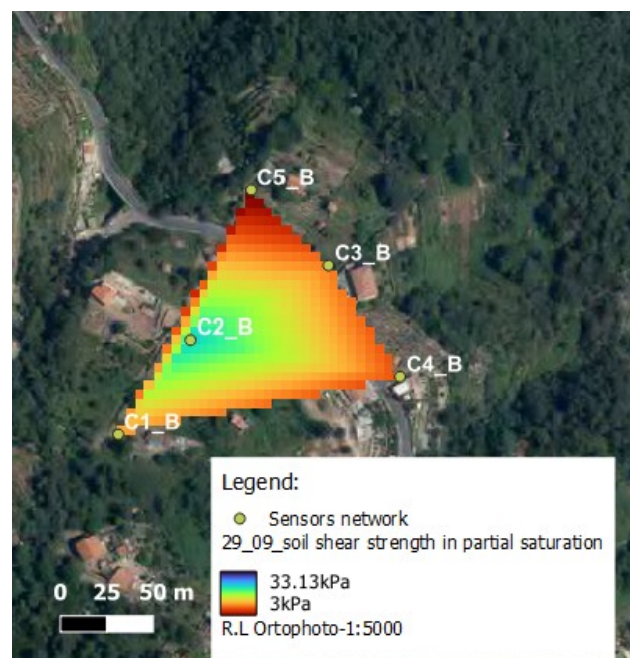 C5_B
C3_B
C2_B
C4_B
C1_B
Legend:
Sensors network
29_09_soil shear strength in partial saturation
0 25 50 m
33.13kPa
3kPa
R.L Ortophoto-1:5000